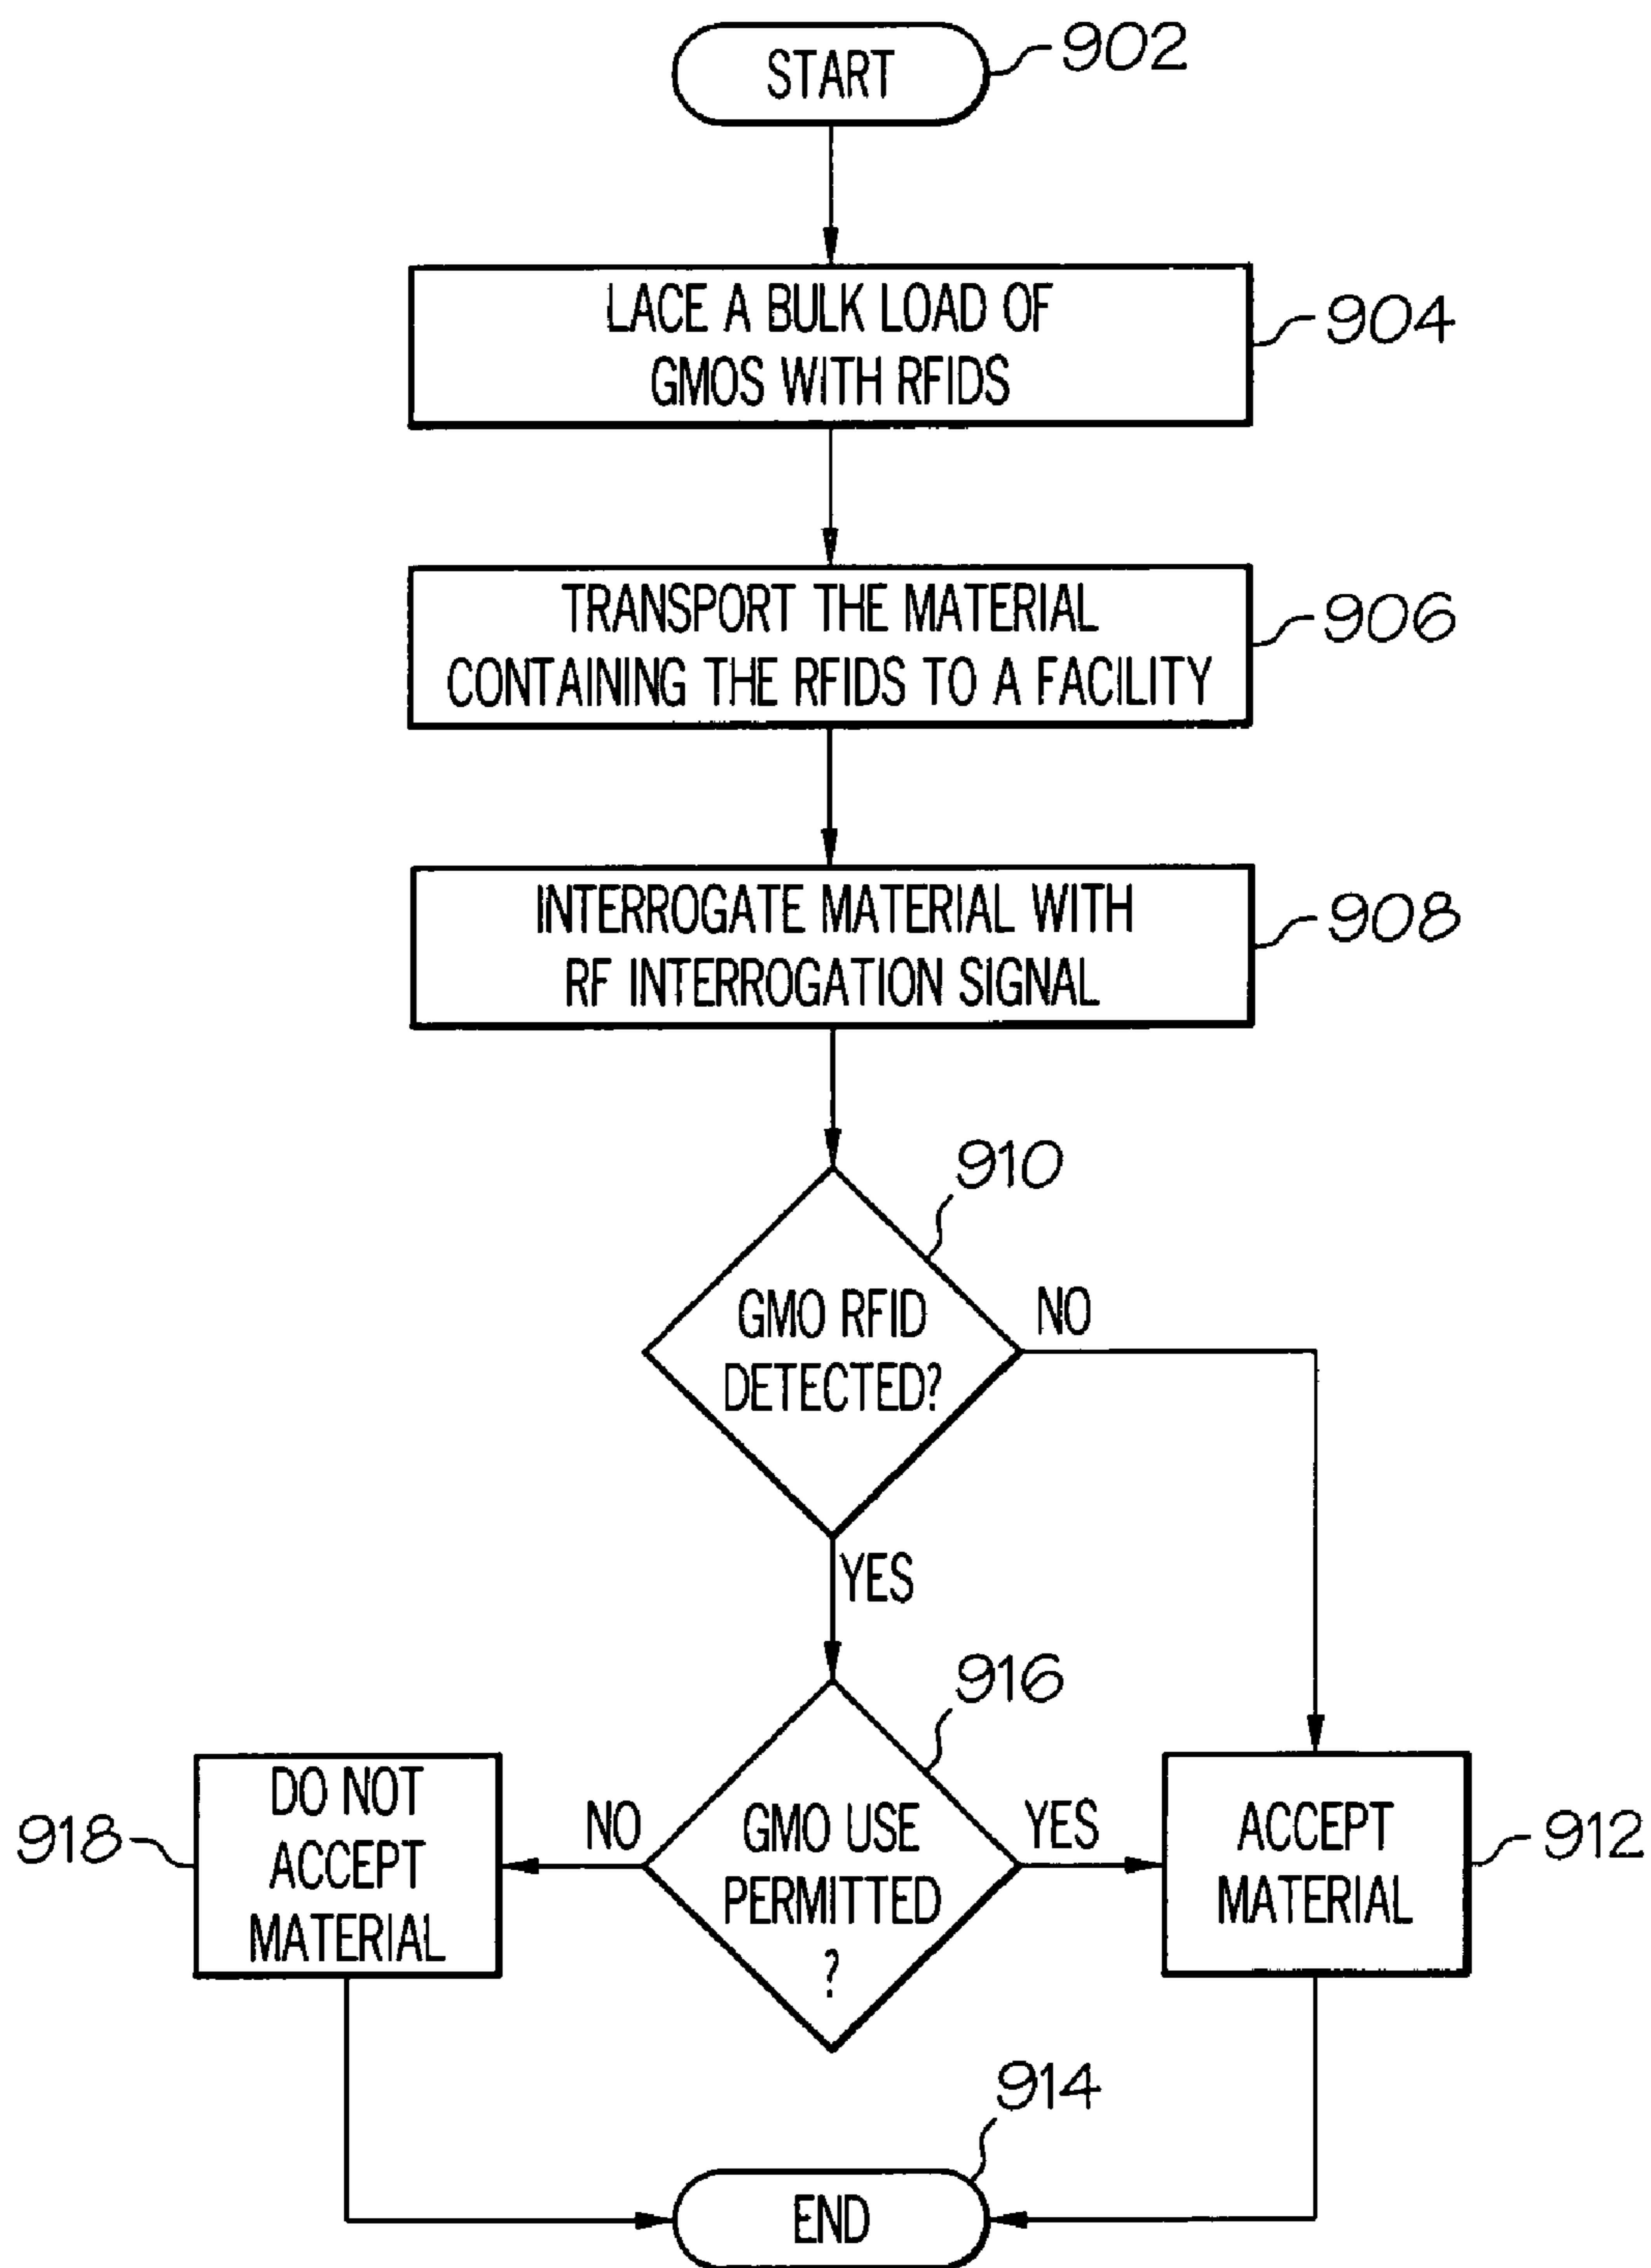 START
902
LACE A BULK LOAD OF
GMOS WITH RFIDS
904
TRANSPORT THE MATERIAL
CONTAINING THE RFIDS TO A FACILITY
906
INTERROGATE MATERIAL WITH
RF INTERROGATION SIGNAL
908
910
GMO RFID
DETECTED?
NO
YES
916
GMO USE
PERMITTED
?
NO
YES
DO NOT
ACCEPT
MATERIAL
918
ACCEPT
MATERIAL
912
914
END